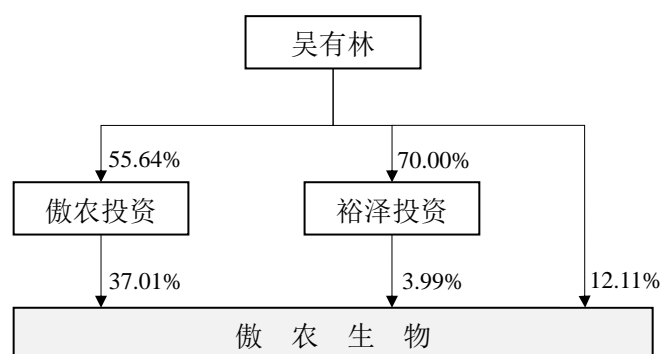 吴有林
55.64%
70.00%
傲农投资
裕泽投资
37.01%
3.99%
12.11%
傲 农 生 物